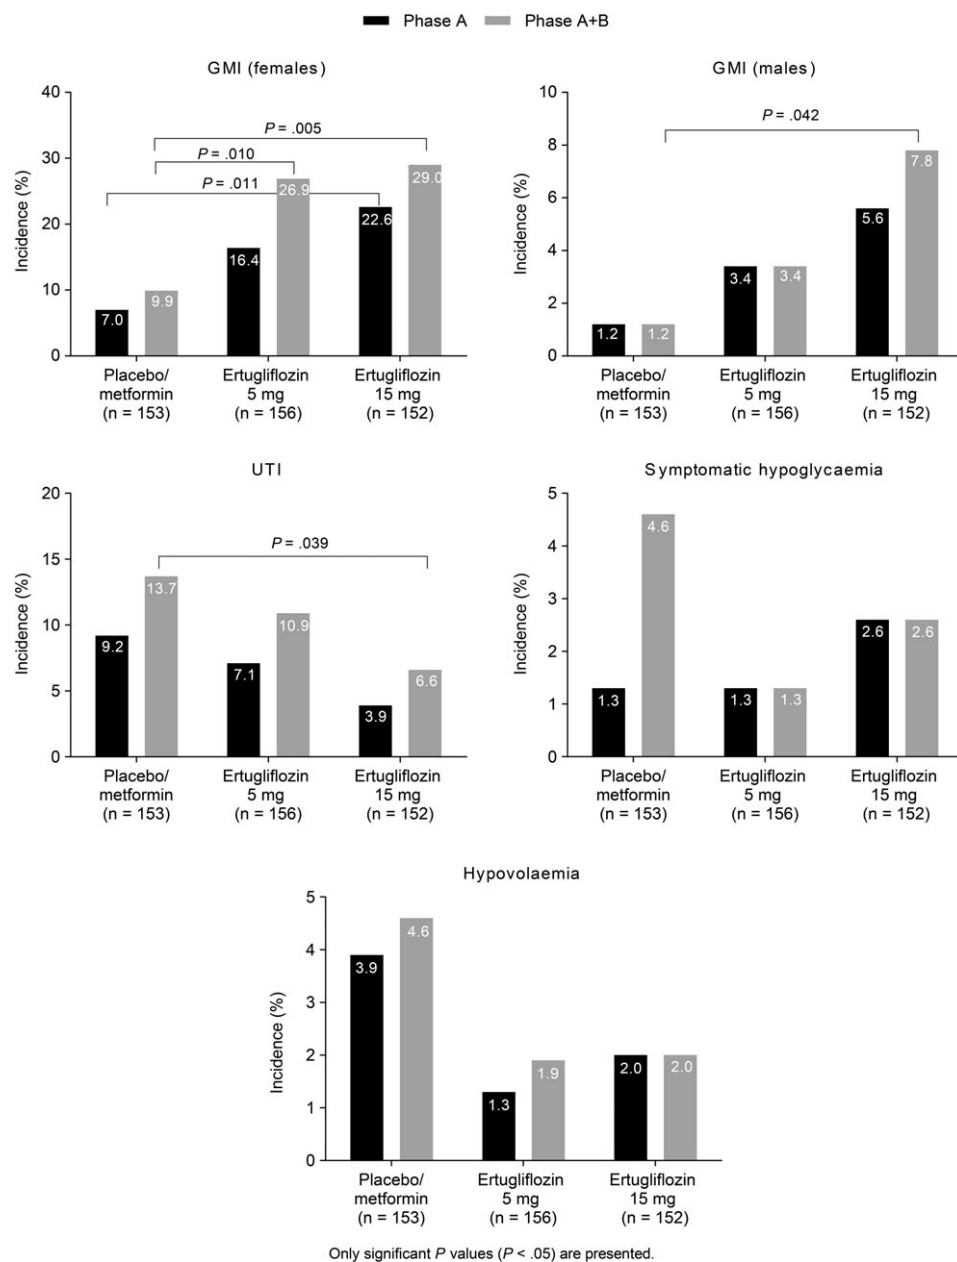 Phase A Phase A+B
GMI (females)
Incidence (%)
40
30
20
10
0
P = .005
P = .010
P = .011
7.0 9.9 16.4 26.9 22.6 29.0
Placebo/ Ertugliflozin Ertugliflozin
metformin 5 mg 15 mg
(n = 153) (n = 156) (n = 152)
GMI (males)
Incidence (%)
10
8
6
4
2
0
P = .042
1.2 1.2 3.4 3.4 5.6 7.8
Placebo/ Ertugliflozin Ertugliflozin
metformin 5 mg 15 mg
(n = 153) (n = 156) (n = 152)
UTI
Incidence (%)
20
15
10
5
0
P = .039
9.2 13.7 7.1 10.9 3.9 6.6
Placebo/ Ertugliflozin Ertugliflozin
metformin 5 mg 15 mg
(n = 153) (n = 156) (n = 152)
Symptomatic hypoglycaemia
Incidence (%)
5
4
3
2
1
0
1.3 4.6 1.3 1.3 2.6 2.6
Placebo/ Ertugliflozin Ertugliflozin
metformin 5 mg 15 mg
(n = 153) (n = 156) (n = 152)
Hypovolaemia
Incidence (%)
5
4
3
2
1
0
3.9 4.6 1.3 1.9 2.0 2.0
Placebo/ Ertugliflozin Ertugliflozin
metformin 5 mg 15 mg
(n = 153) (n = 156) (n = 152)
Only significant P values (P < .05) are presented.